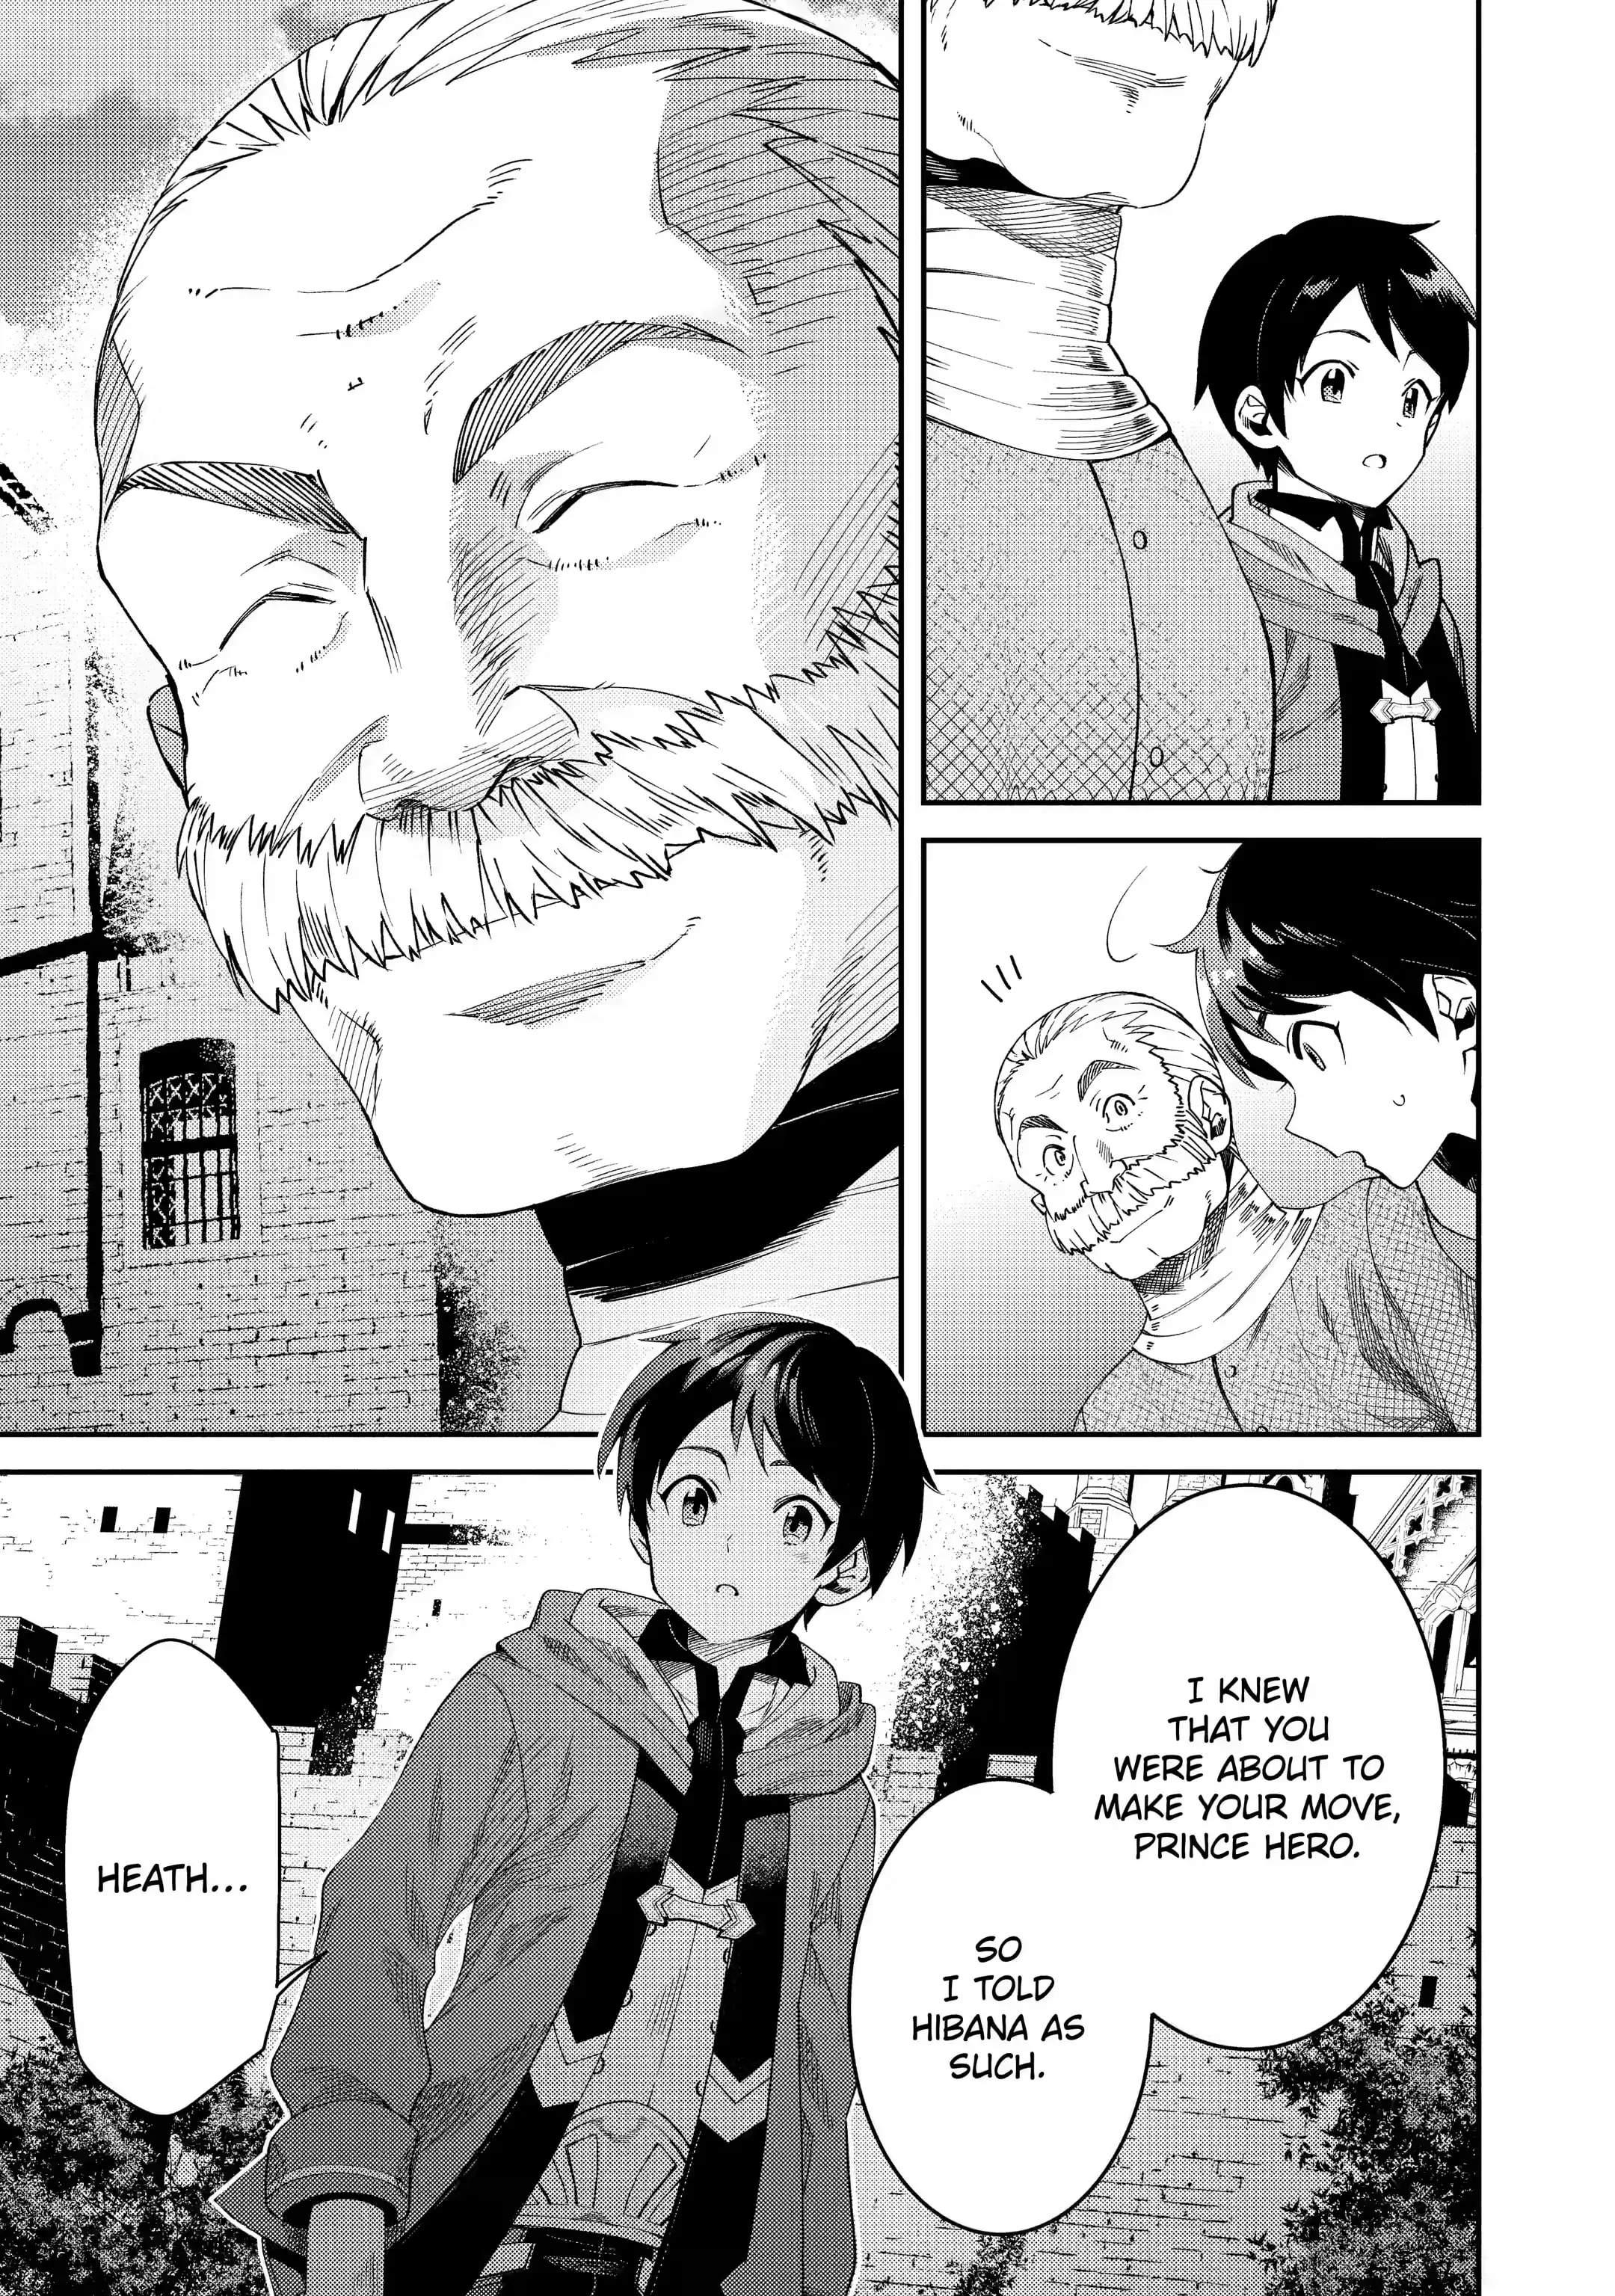 I KNEW
THAT YOU
WERE ABOUT TO
MAKE YOUR MOVE,
PRINCE HERO.
SO
I TOLD
HIBANA AS
SUCH.
HEATH...